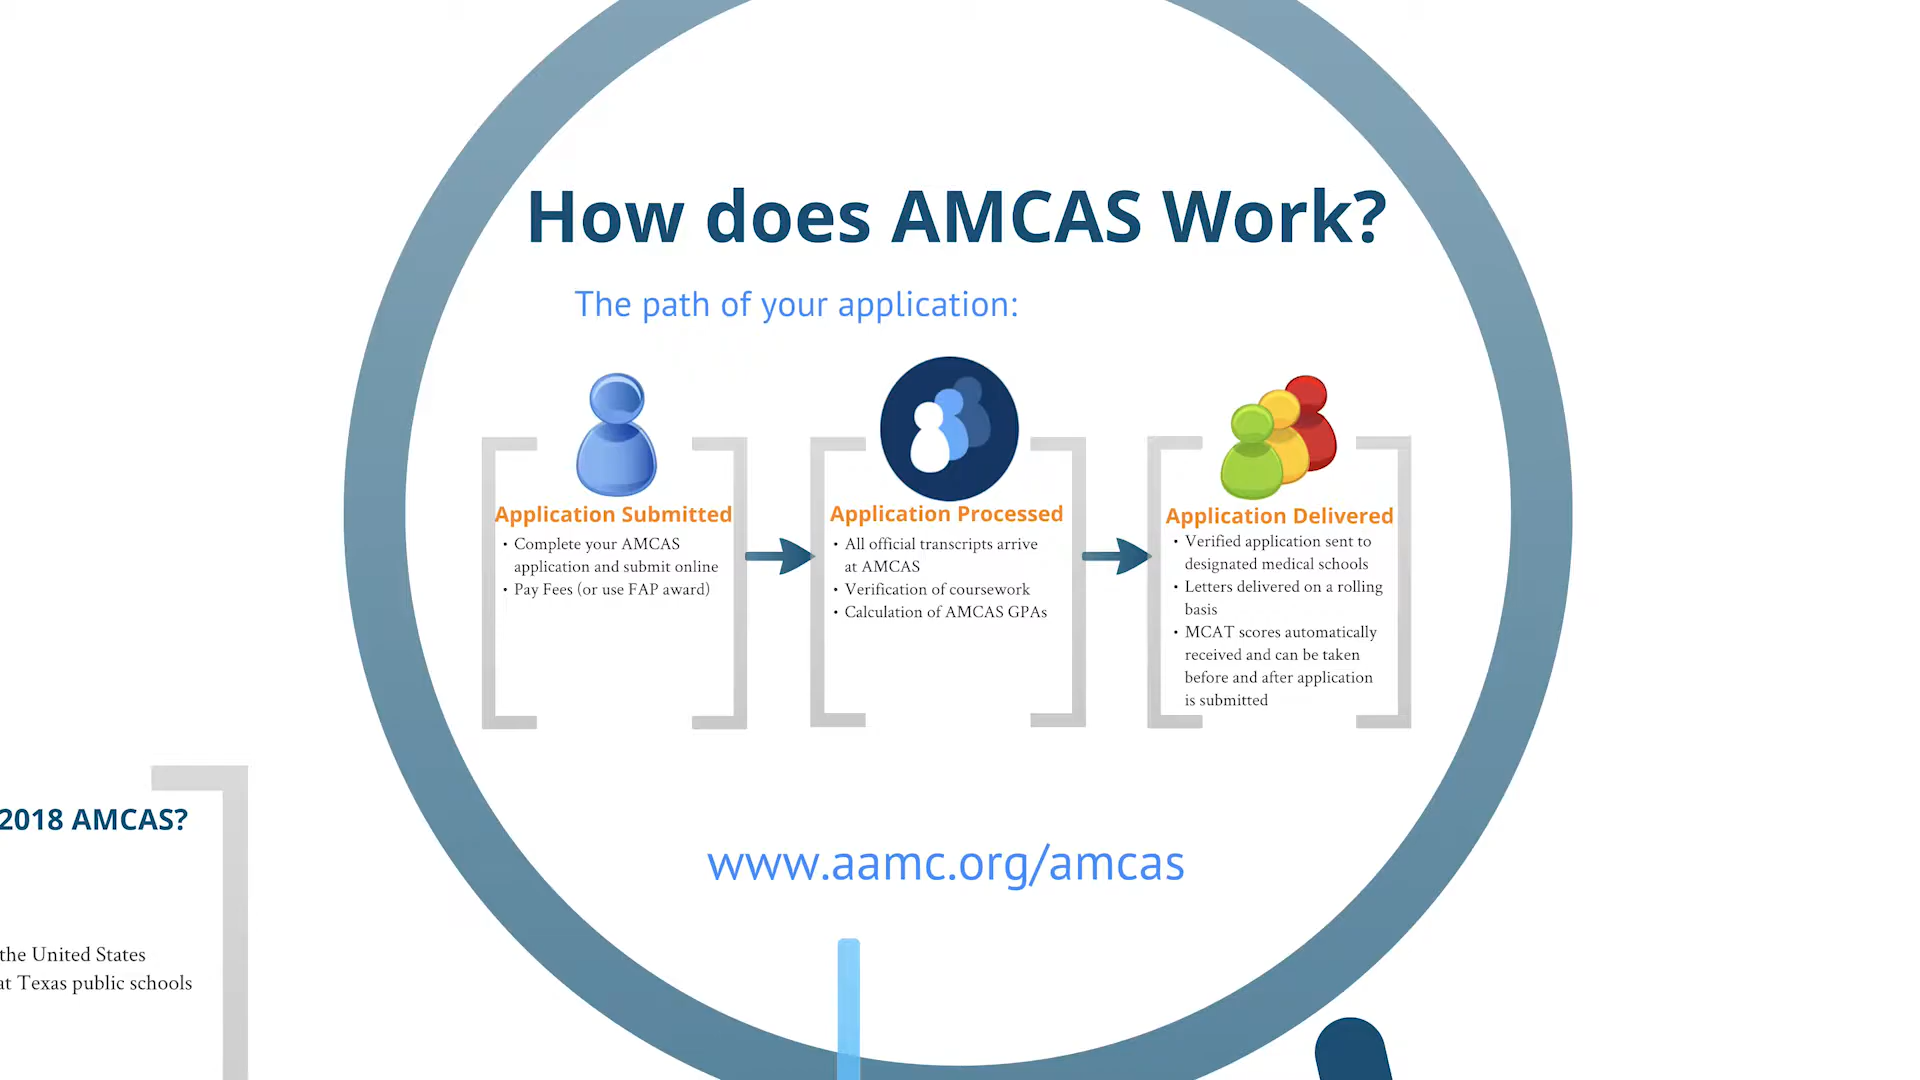 How does AMCAS Work?
The path of your application:
Application Submitted
• Complete your AMCAS
application and submit online
• Pay Fees (or use FAP award)
Application Processed
• All official transcripts arrive
at AMCAS
• Verification of coursework
• Calculation of AMCAS GPAs
Application Delivered
• Verified application sent to
designated medical schools
• Letters delivered on a rolling
basis
• MCAT scores automatically
received and can be taken
before and after application
is submitted
www.aamc.org/amcas
2018 AMCAS?
the United States
at Texas public schools